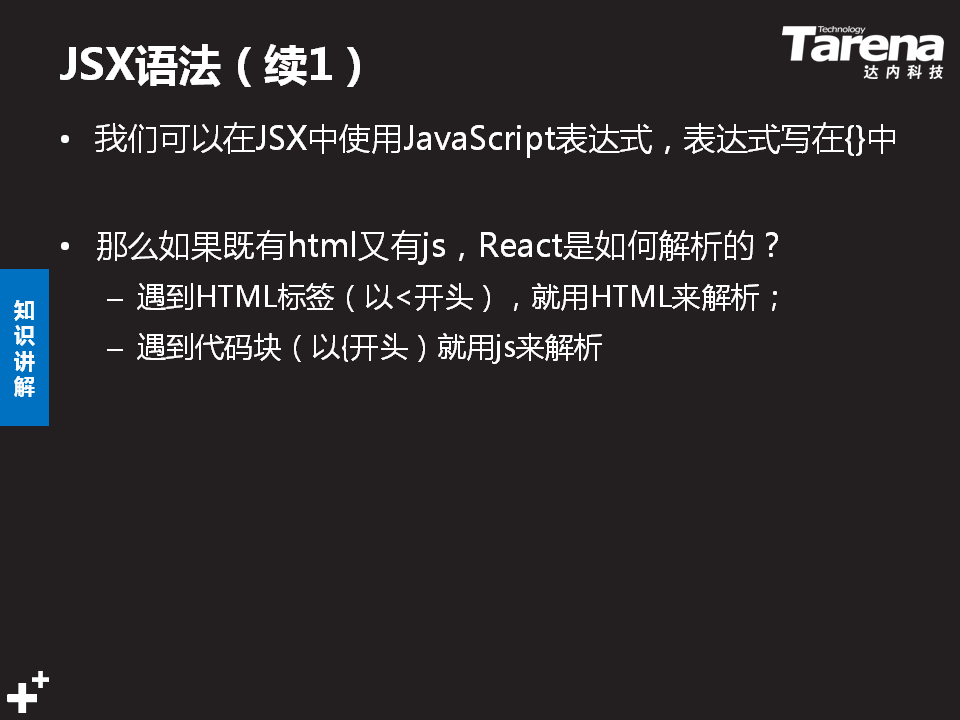 JSX语法（续1）
Technology
Tarena
达内科技
• 我们可以在JSX中使用JavaScript表达式，表达式写在{}中
• 那么如果既有html又有js，React是如何解析的？
– 遇到HTML标签（以<开头），就用HTML来解析；
– 遇到代码块（以{开头）就用js来解析
知
识
讲
解